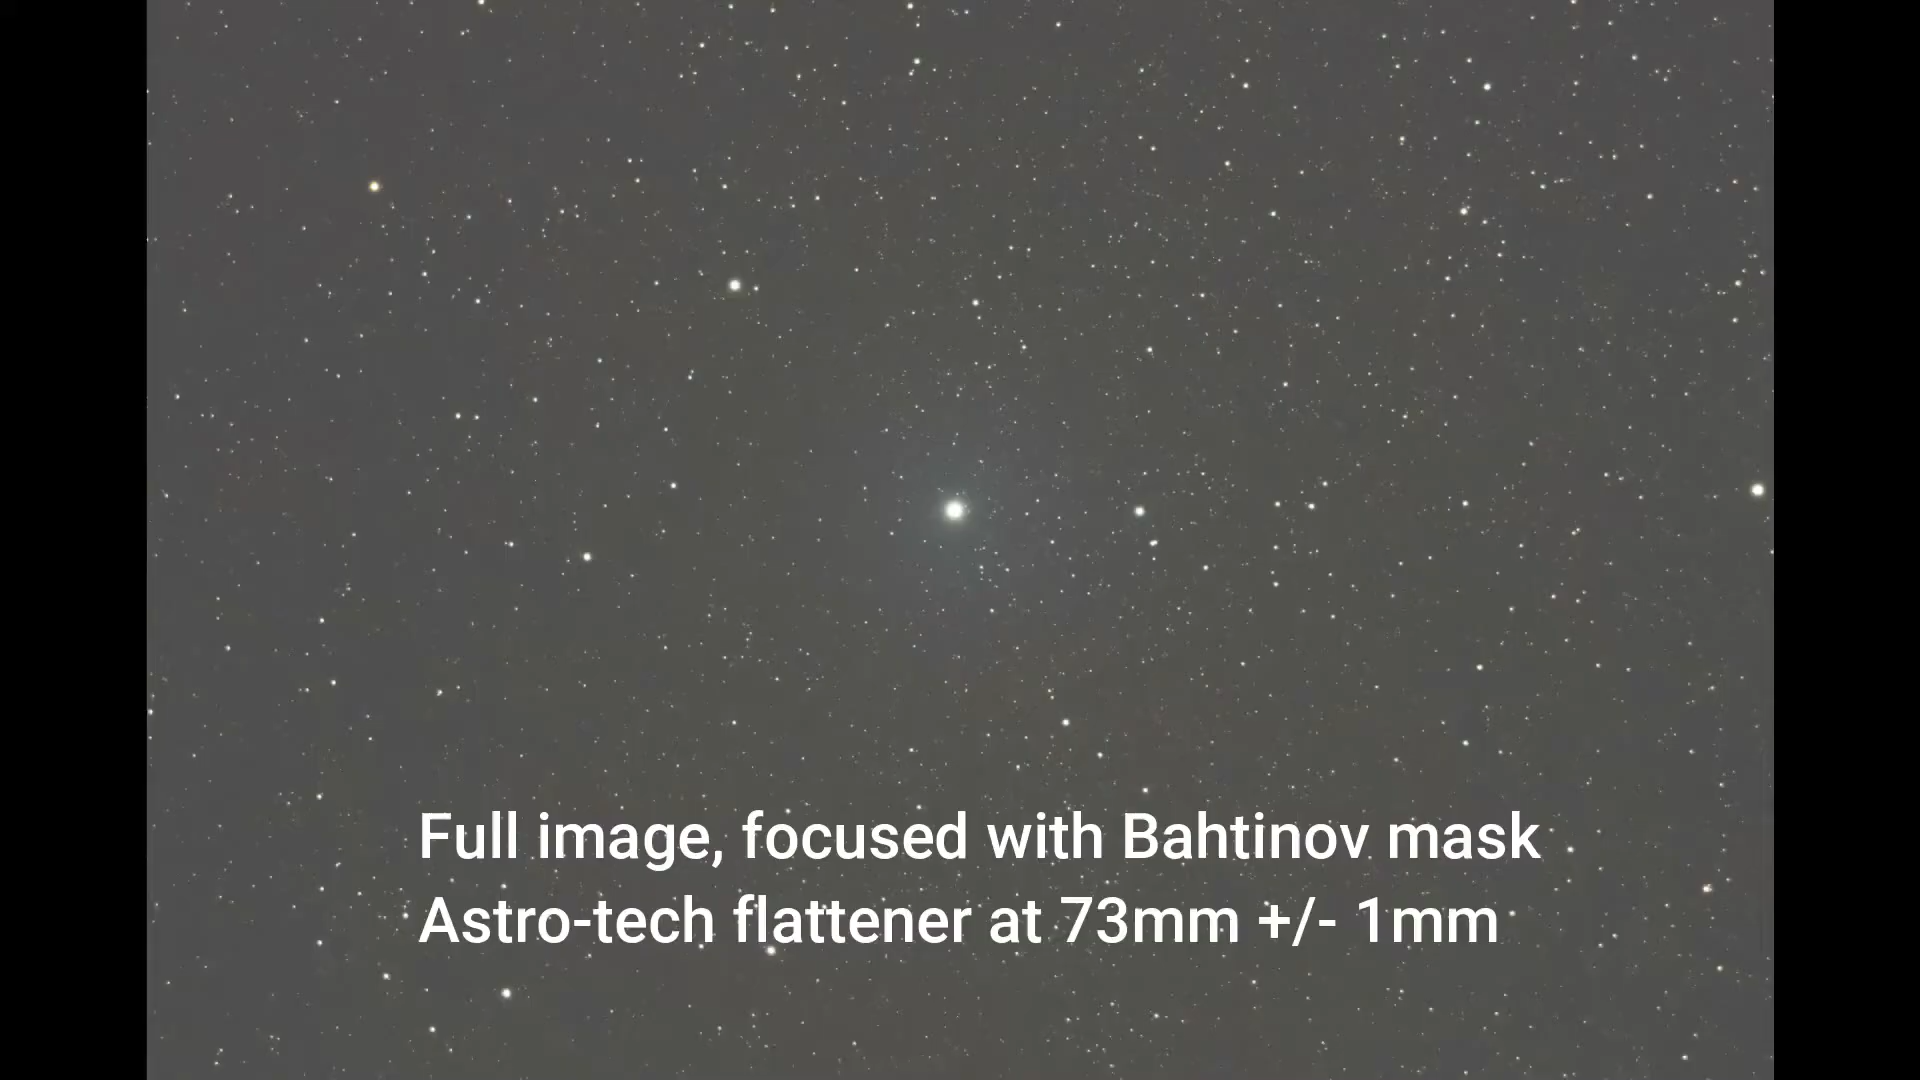 Full image, focused with Bahtinov mask
Astro-tech flattener at 73mm +/- 1mm